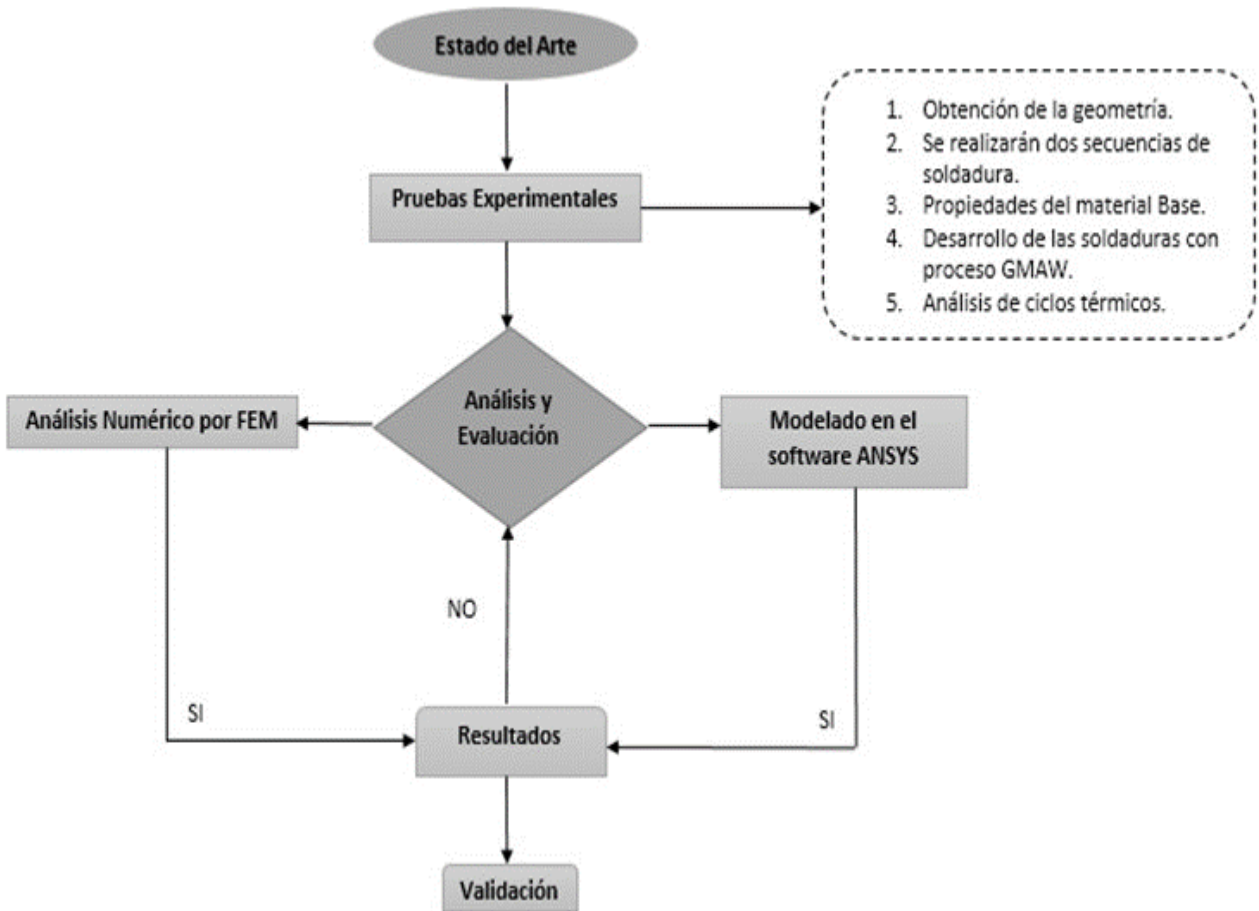 Estado del Arte
Pruebas Experimentales
1. Obtención de la geometría.
2. Se realizarán dos secuencias de
soldadura.
3. Propiedades del material Base.
4. Desarrollo de las soldaduras con
proceso GMAW.
5. Análisis de ciclos térmicos.
Análisis Numérico por FEM
Análisis y
Evaluación
Modelado en el
software ANSYS
NO
SI
SI
Resultados
Validación